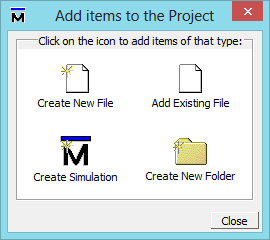 Add items to the Project
Click on the icon to add items of that type:
Create New File
Add Existing File
Create Simulation
Create New Folder
Close